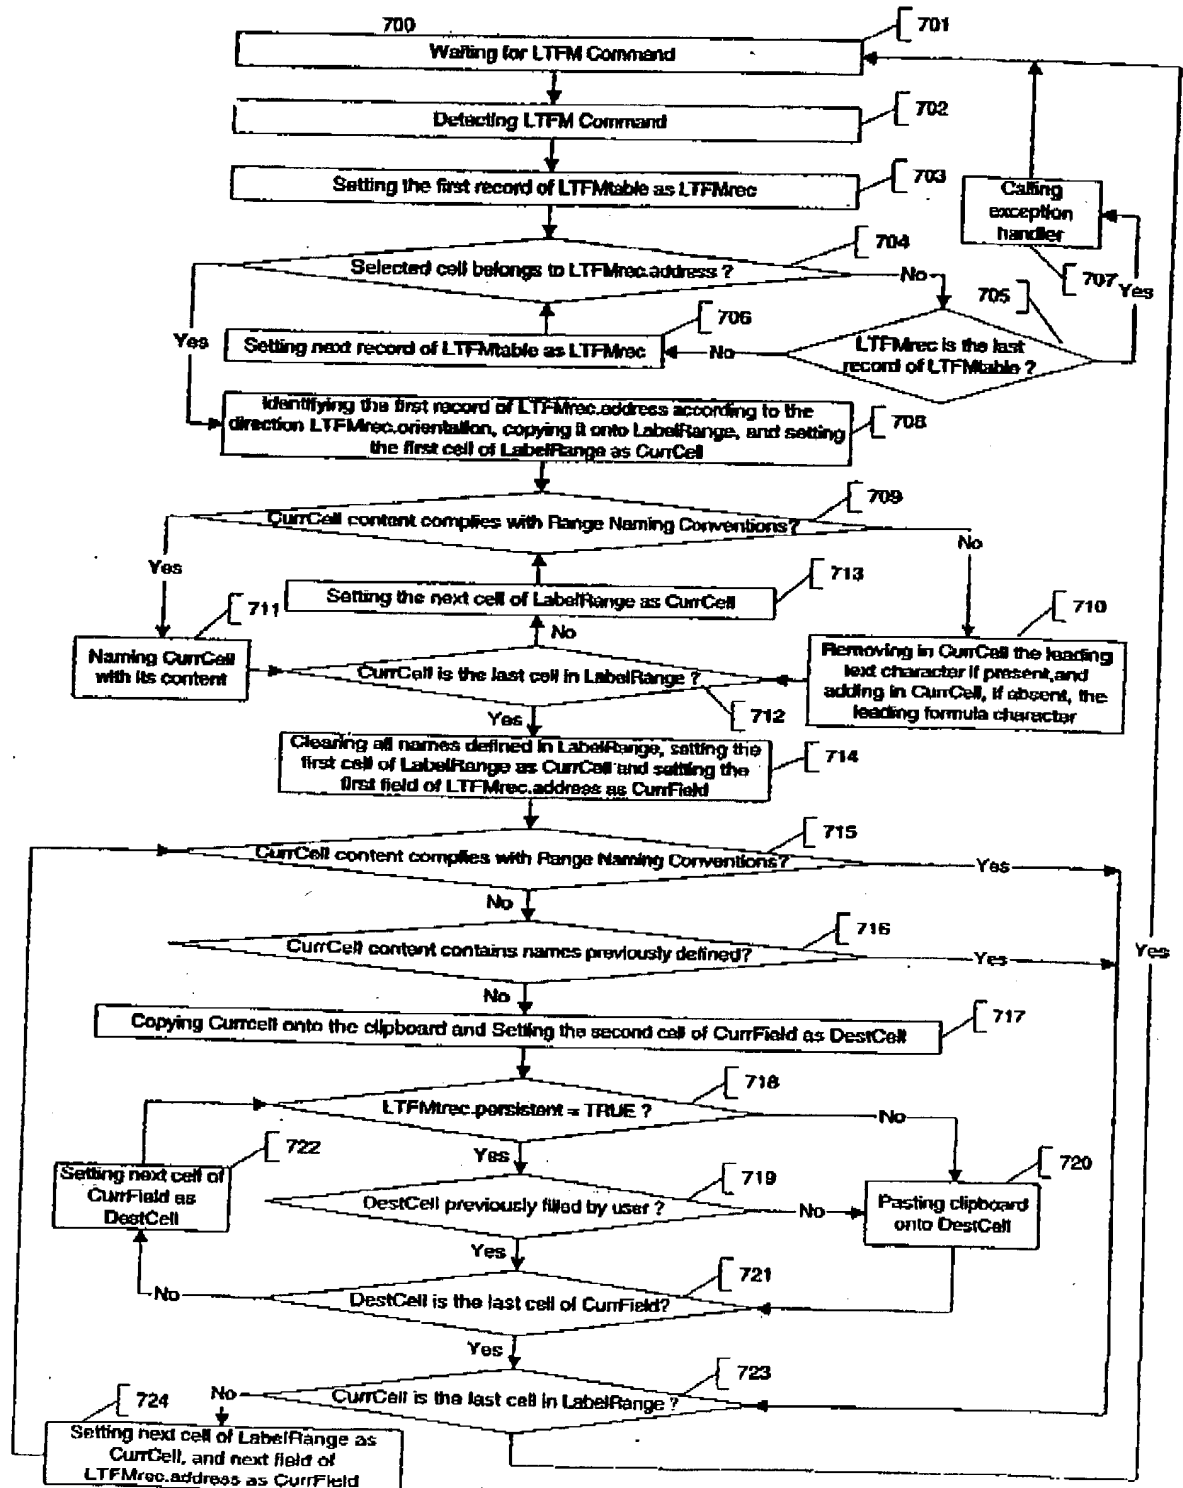 700
701
Waiting for LTFM Command
702
Detecting LTFM Command
703
Setting the first record of LTFMtable as LTFMrec
Calling
exception
handler
704
Selected cell belongs to LTFMrec.address ?
No
707
Yes
705
706
Yes
Setting next record of LTFMtable as LTFMrec
No
LTFMrec is the last
record of LTFMtable ?
Identifying the first record of LTFMrec.address according to the
direction LTFMrec.orientation, copying it onto LabelRange, and setting
the first cell of LabelRange as CurrCell
708
709
CurrCell content complies with Range Naming Conventions?
No
Yes
713
Setting the next cell of LabelRange as CurrCell
711
710
No
Naming CurrCell
with its content
CurrCell is the last cell in LabelRange ?
Removing in CurrCell the leading
text character if present,and
adding in CurrCell, if absent, the
leading formula character
712
Yes
Clearing all names defined in LabelRange, setting the
first cell of LabelRange as CurrCell and setting the
first field of LTFMrec.address as CurrField
714
715
CurrCell content complies with Range Naming Conventions?
Yes
No
716
CurrCell content contains names previously defined?
Yes
Yes
No
717
Copying Currcell onto the clipboard and Setting the second cell of CurrField as DestCell
718
LTFMtrec.persistent = TRUE ?
No
722
Yes
Setting next cell of
CurrField as
DestCell
719
720
DestCell previously filled by user ?
No
Pasting clipboard
onto DestCell
Yes
721
No
DestCell is the last cell of CurrField?
Yes
723
724
No
CurrCell is the last cell in LabelRange ?
Setting next cell of LabelRange as
CurrCell, and next field of
LTFMrec.address as CurrField